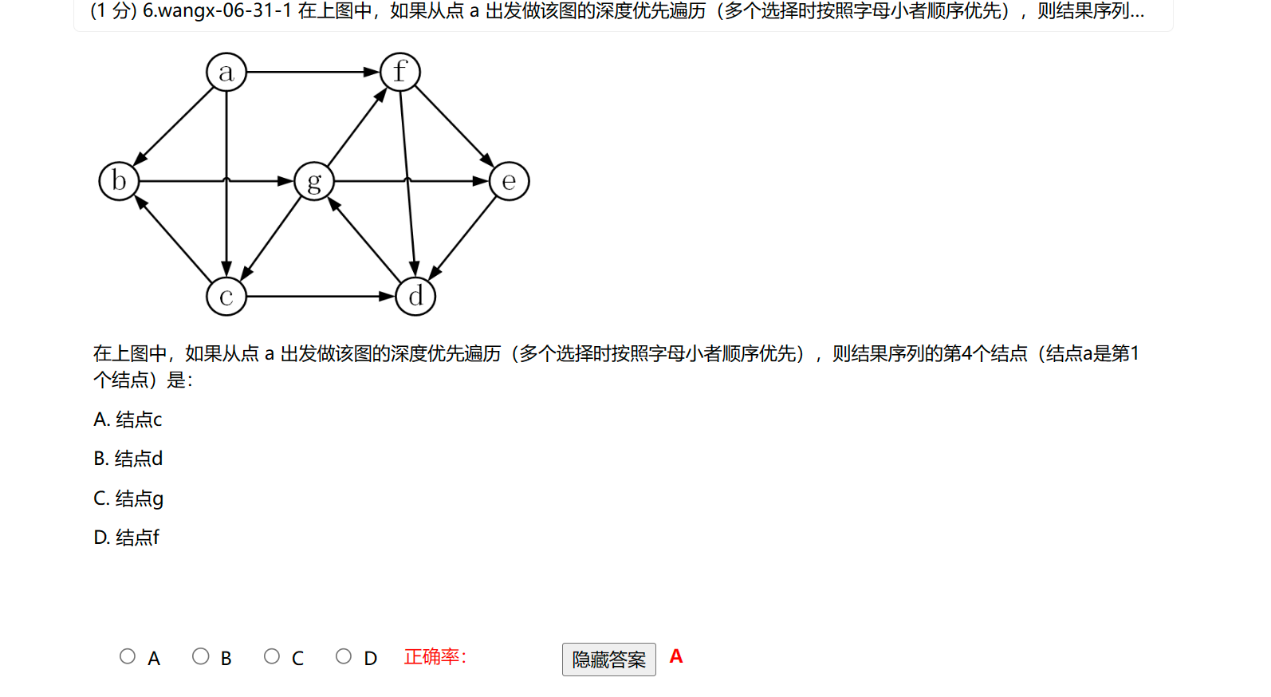 (1 分) 6.wangx-06-31-1 在上图中，如果从点 a 出发做该图的深度优先遍历（多个选择时按照字母小者顺序优先），则结果序列...
a
f
b
g
e
c
d
在上图中，如果从点 a 出发做该图的深度优先遍历（多个选择时按照字母小者顺序优先），则结果序列的第4个结点（结点a是第1
个结点）是：
A. 结点c
B. 结点d
C. 结点g
D. 结点f
A B C D 正确率： 隐藏答案 A